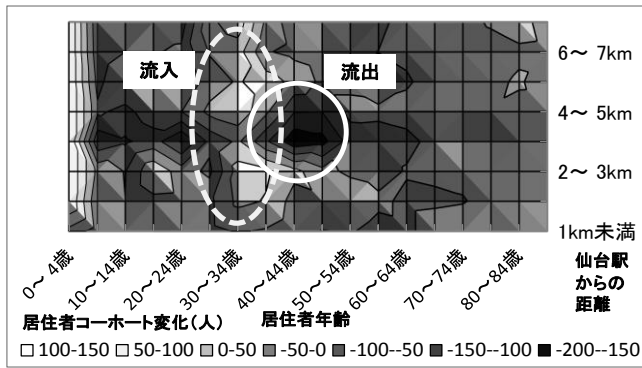 流入
流出
6～7km
4～5km
2～3km
1km未満
仙台駅
からの
距離
0～4歳
10～14歳
20～24歳
30～34歳
40～44歳
50～54歳
60～64歳
70～74歳
80～84歳
居住者コーホート変化(人)
居住者年齢
100-150 50-100 0-50 -50-0 -100--50 -150--100 -200--150